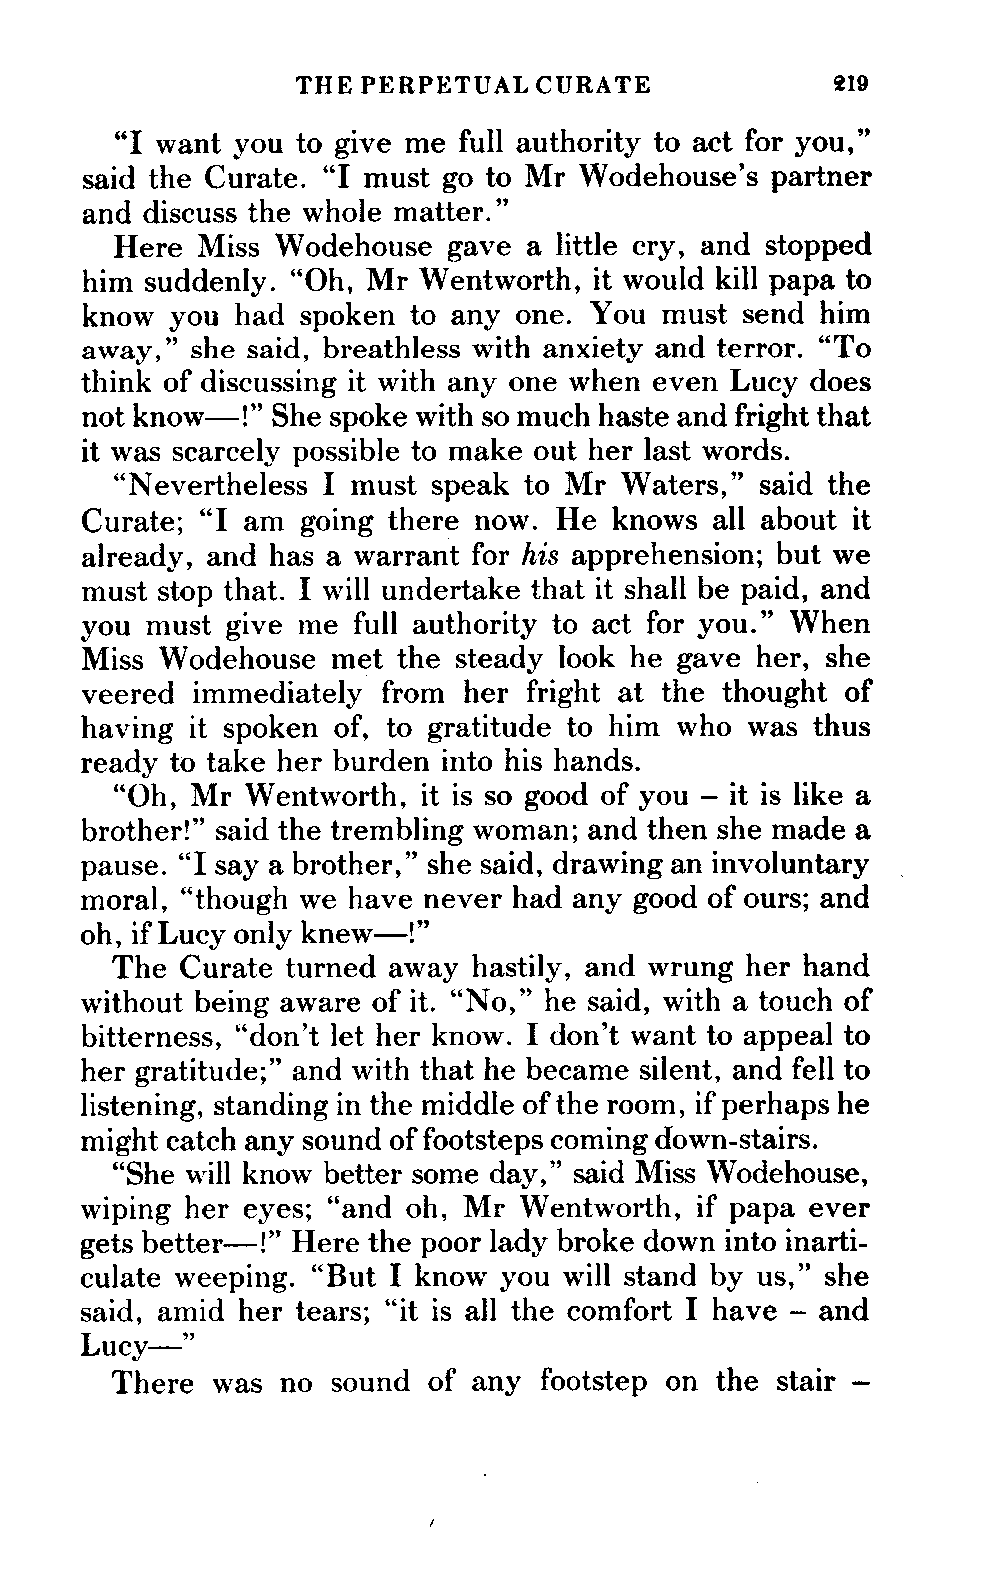 THE PERPETUAL CURATE 219
“I want you to give me full authority to act for you,”
said the Curate. “I must go to Mr Wodehouse’s partner
and discuss the whole matter.”
Here Miss Wodehouse gave a little cry, and stopped
him suddenly. “Oh, Mr Wentworth, it would kill papa to
know you had spoken to any one. You must send him
away,” she said, breathless with anxiety and terror. “To
think of discussing it with any one when even Lucy does
not know—!” She spoke with so much haste and fright that
it was scarcely possible to make out her last words.
“Nevertheless I must speak to Mr Waters,” said the
Curate; “I am going there now. He knows all about it
already, and has a warrant for his apprehension; but we
must stop that. I will undertake that it shall be paid, and
you must give me full authority to act for you.” When
Miss Wodehouse met the steady look he gave her, she
veered immediately from her fright at the thought of
having it spoken of, to gratitude to him who was thus
ready to take her burden into his hands.
“Oh, Mr Wentworth, it is so good of you – it is like a
brother!” said the trembling woman; and then she made a
pause. “I say a brother,” she said, drawing an involuntary
moral, “though we have never had any good of ours; and
oh, if Lucy only knew—!”
The Curate turned away hastily, and wrung her hand
without being aware of it. “No,” he said, with a touch of
bitterness, “don’t let her know. I don’t want to appeal to
her gratitude;” and with that he became silent, and fell to
listening, standing in the middle of the room, if perhaps he
might catch any sound of footsteps coming down-stairs.
“She will know better some day,” said Miss Wodehouse,
wiping her eyes; “and oh, Mr Wentworth, if papa ever
gets better—!” Here the poor lady broke down into inarti-
culate weeping. “But I know you will stand by us,” she
said, amid her tears; “it is all the comfort I have – and
Lucy—”
There was no sound of any footstep on the stair –